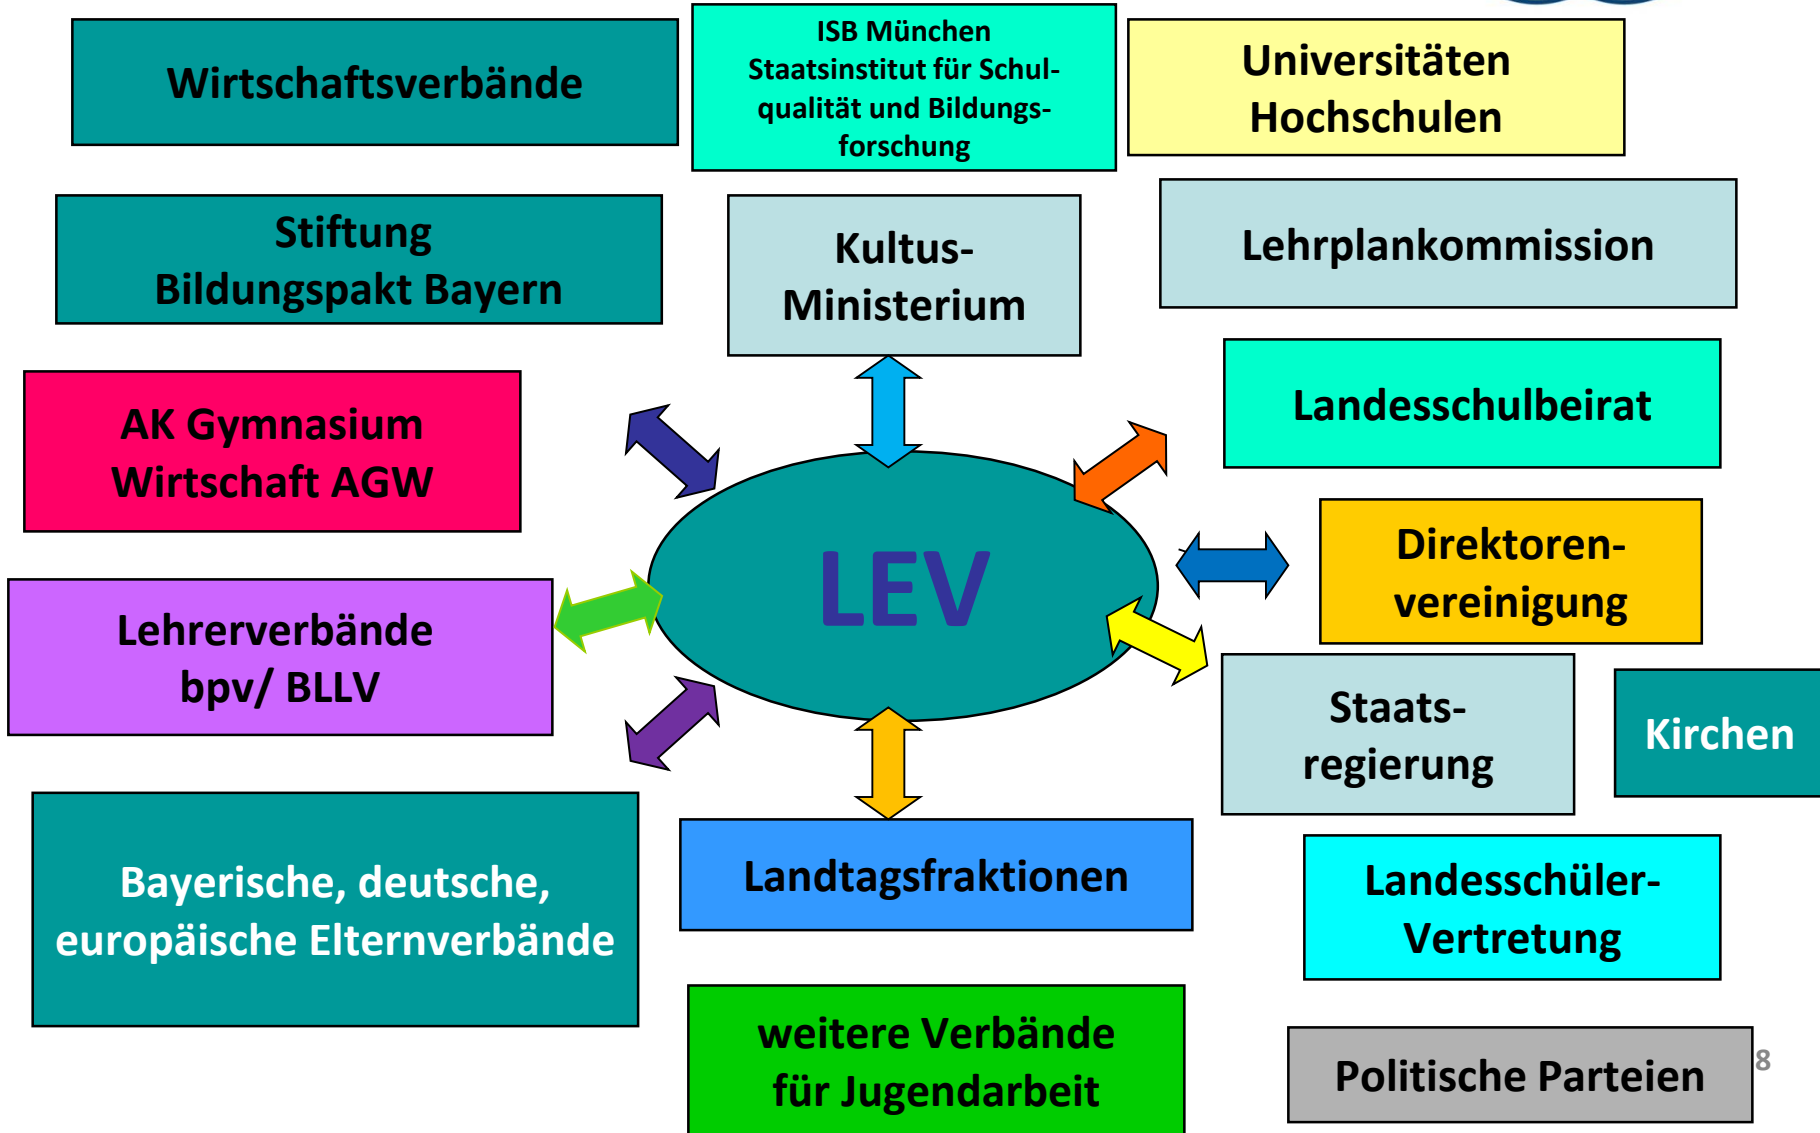 Wirtschaftsverbände
ISB München
Staatsinstitut für Schul-
qualität und Bildungs-
forschung
Universitäten
Hochschulen
Stiftung
Bildungspakt Bayern
Kultus-
Ministerium
Lehrplankommission
AK Gymnasium
Wirtschaft AGW
Landesschulbeirat
LEV
Direktoren-
vereinigung
Lehrerverbände
bpv/ BLLV
Staats-
regierung
Kirchen
Bayerische, deutsche,
europäische Elternverbände
Landtagsfraktionen
Landesschüler-
Vertretung
weitere Verbände
für Jugendarbeit
Politische Parteien
8